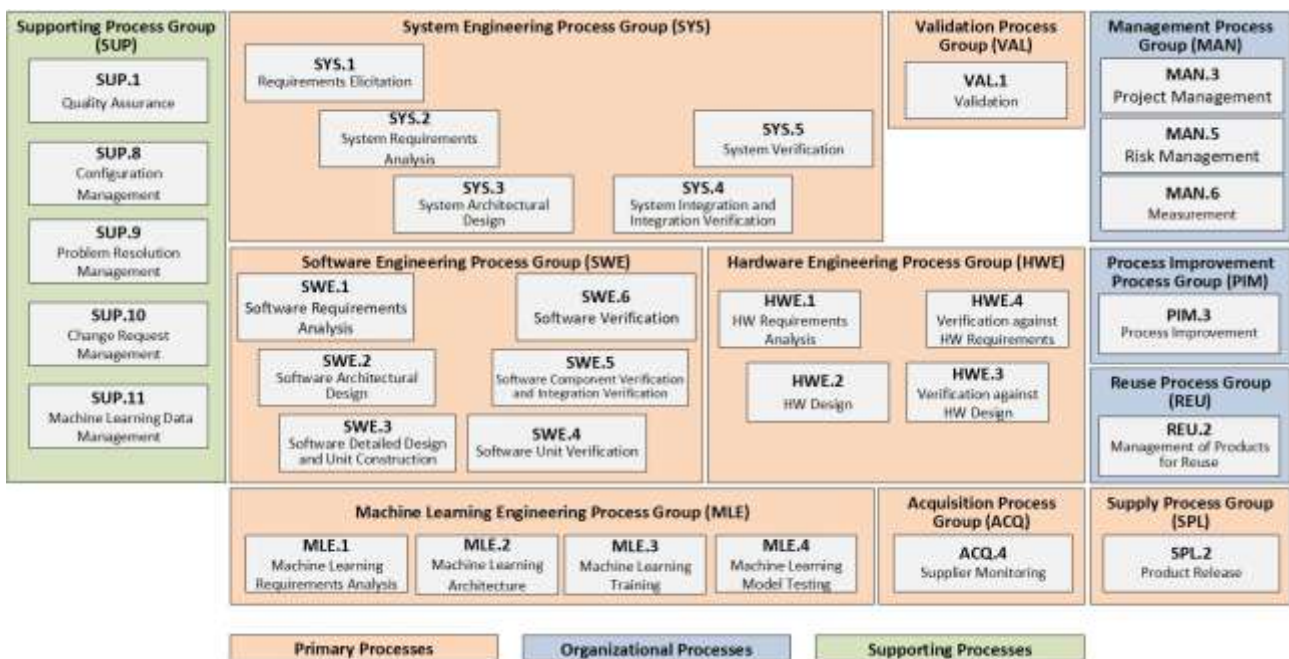 Supporting Process Group
(SUP)
SUP.1
Quality Assurance
SUP.8
Configuration
Management
SUP.9
Problem Resolution
Management
SUP.10
Change Request
Management
SUP.11
Machine Learning Data
Management
System Engineering Process Group (SYS)
SYS.1
Requirements Elicitation
SYS.2
System Requirements
Analysis
SYS.3
System Architectural
Design
SYS.4
System Integration and
Integration Verification
SYS.5
System Verification
Validation Process
Group (VAL)
VAL.1
Validation
Management Process
Group (MAN)
MAN.3
Project Management
MAN.5
Risk Management
MAN.6
Measurement
Software Engineering Process Group (SWE)
SWE.1
Software Requirements
Analysis
SWE.2
Software Architectural
Design
SWE.3
Software Detailed Design
and Unit Construction
SWE.4
Software Unit Verification
SWE.5
Software Component Verification
and Integration Verification
SWE.6
Software Verification
Hardware Engineering Process Group (HWE)
HWE.1
HW Requirements
Analysis
HWE.2
HW Design
HWE.3
Verification against
HW Design
HWE.4
Verification against
HW Requirements
Process Improvement
Process Group (PIM)
PIM.3
Process Improvement
Reuse Process Group
(REU)
REU.2
Management of Products
for Reuse
Machine Learning Engineering Process Group (MLE)
MLE.1
Machine Learning
Requirements Analysis
MLE.2
Machine Learning
Architecture
MLE.3
Machine Learning
Training
MLE.4
Machine Learning
Model Testing
Acquisition Process
Group (ACQ)
ACQ.4
Supplier Monitoring
Supply Process Group
(SPL)
SPL.2
Product Release
Primary Processes
Organizational Processes
Supporting Processes